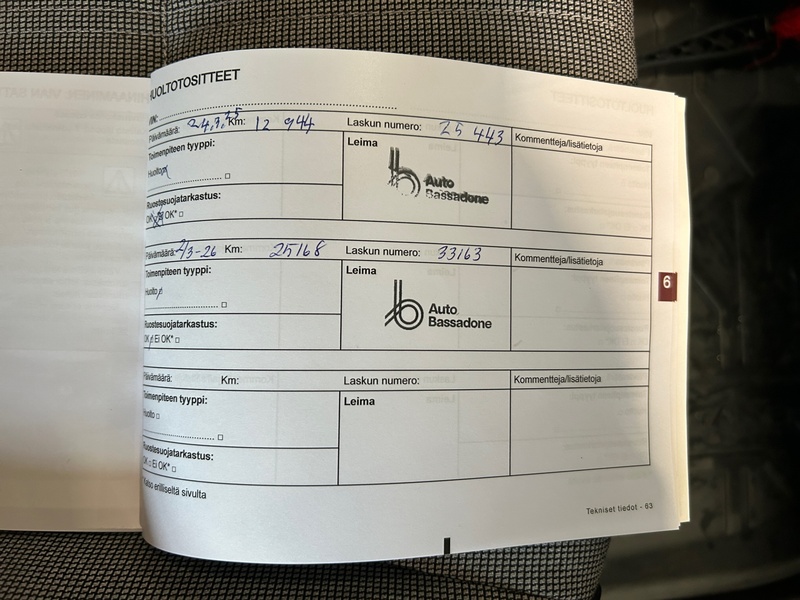 HUOLTOTOSITTEET
VIN:
Päivämäärä: 24.7.25 Km: 12 944 Laskun numero: 25 443 Kommentteja/lisätietoja
Toimenpiteen tyyppi:
Huolto
Leima
Auto
Bassadone
Ruostesuojatarkastus:
OK Ei OK*
Päivämäärä: 2/3-26 Km: 25168 Laskun numero: 33163 Kommentteja/lisätietoja
Toimenpiteen tyyppi:
Huolto
Leima
Auto
Bassadone
Ruostesuojatarkastus:
OK Ei OK*
Päivämäärä: Km: Laskun numero: Kommentteja/lisätietoja
Toimenpiteen tyyppi:
Huolto
Leima
Ruostesuojatarkastus:
OK Ei OK*
Katso erilliseltä sivulta
6
Tekniset tiedot - 63